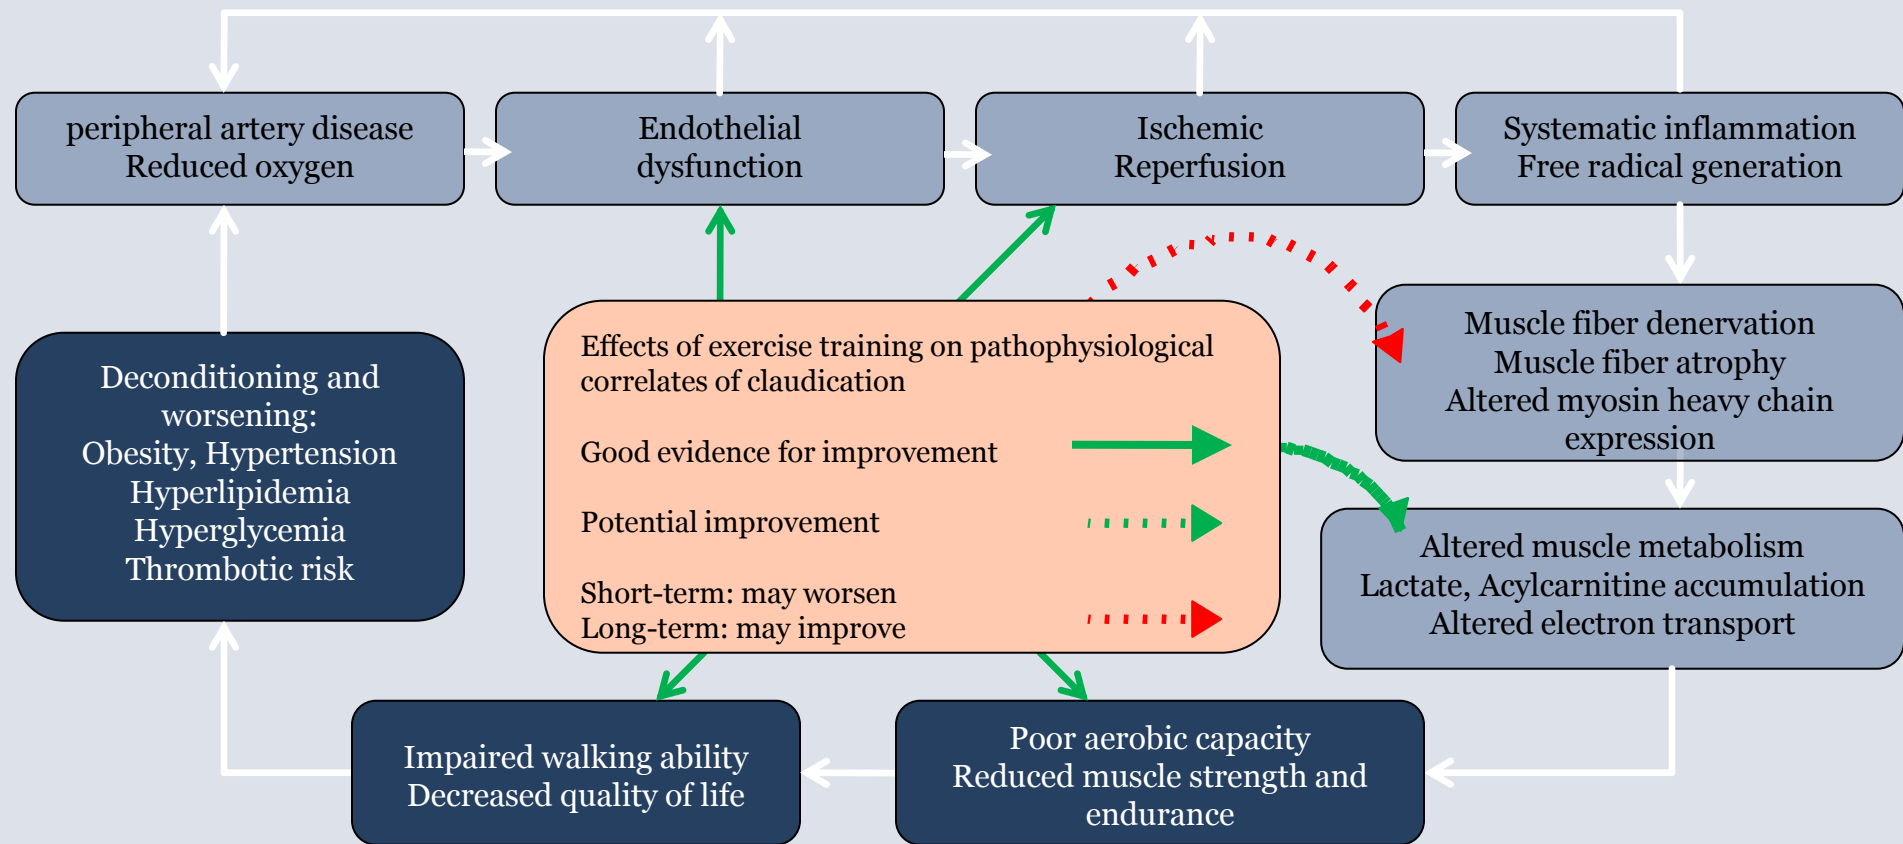 peripheral artery disease
Reduced oxygen
Endothelial
dysfunction
Ischemic
Reperfusion
Systematic inflammation
Free radical generation
Muscle fiber denervation
Muscle fiber atrophy
Altered myosin heavy chain
expression
Altered muscle metabolism
Lactate, Acylcarnitine accumulation
Altered electron transport
Effects of exercise training on pathophysiological
correlates of claudication
Good evidence for improvement
Potential improvement
Short-term: may worsen
Long-term: may improve
Deconditioning and
worsening:
Obesity, Hypertension
Hyperlipidemia
Hyperglycemia
Thrombotic risk
Impaired walking ability
Decreased quality of life
Poor aerobic capacity
Reduced muscle strength and
endurance